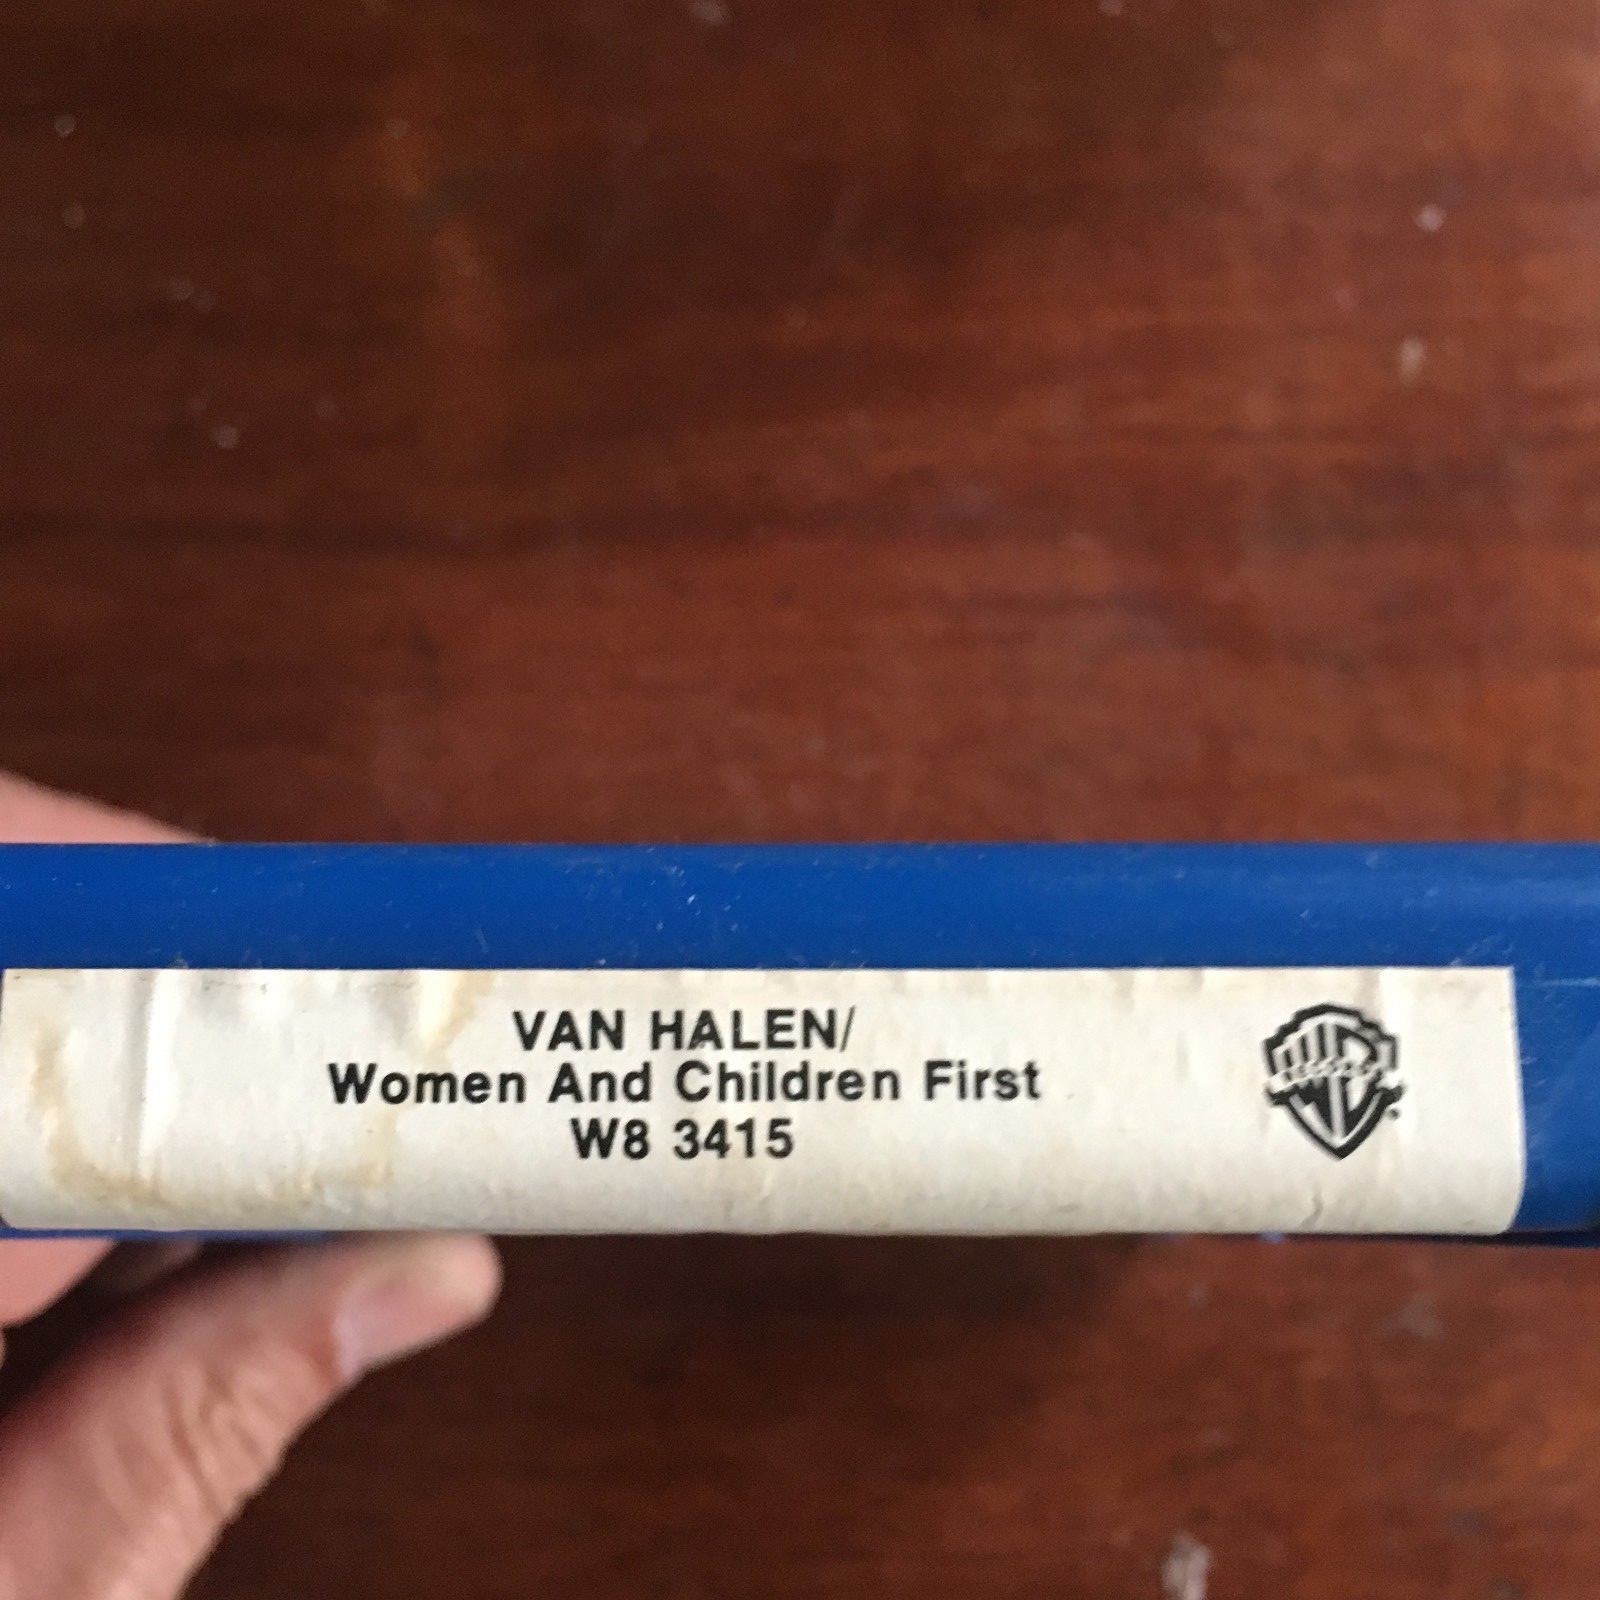 VAN HALEN/
Women And Children First
W8 3415